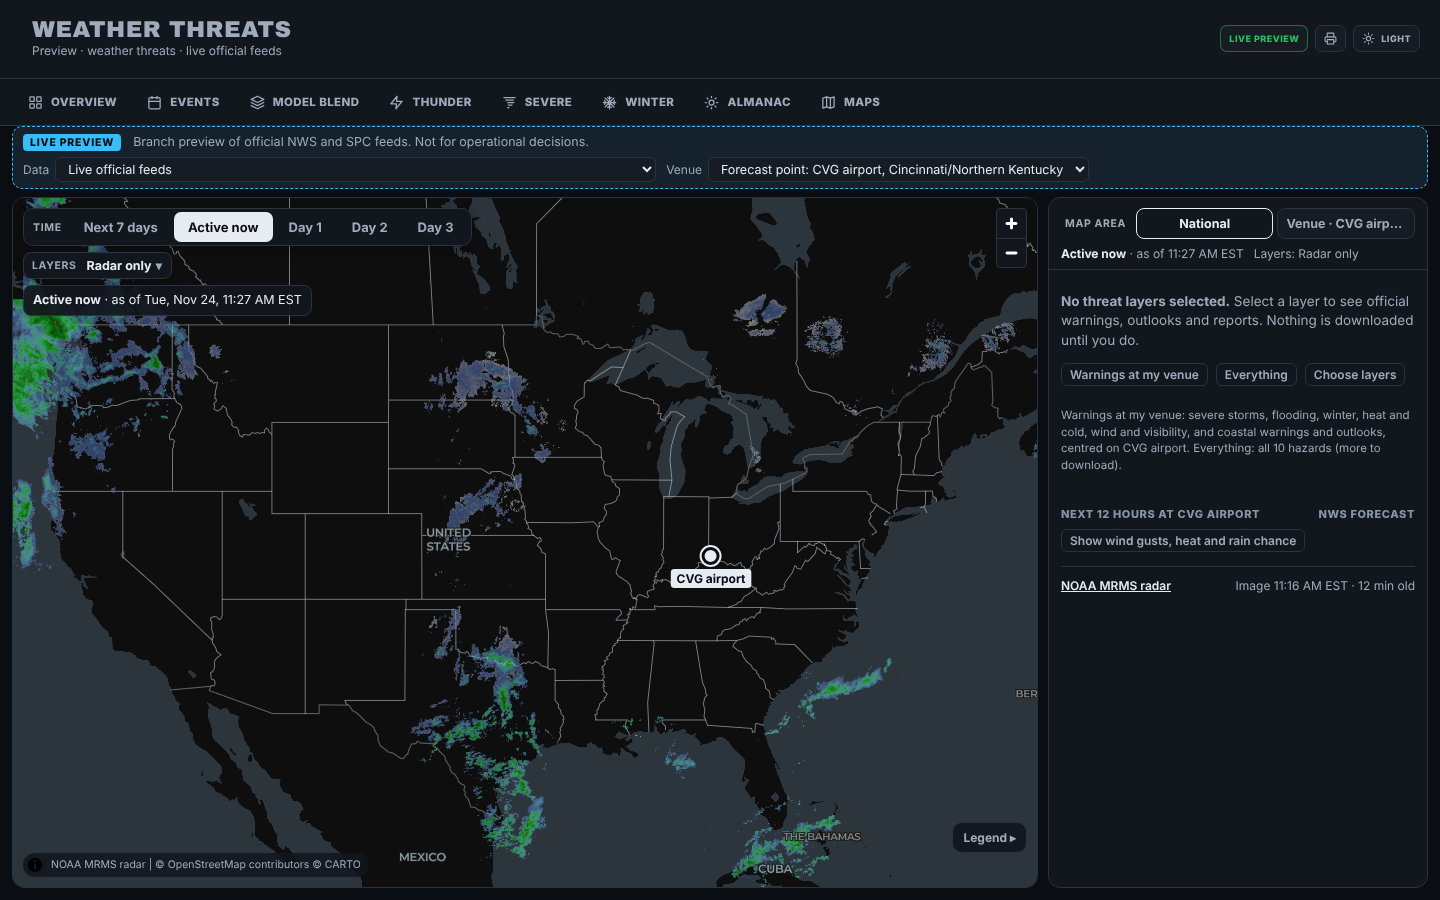 WEATHER THREATS
Preview · weather threats · live official feeds
LIVE PREVIEW
LIGHT
OVERVIEW
EVENTS
MODEL BLEND
THUNDER
SEVERE
WINTER
ALMANAC
MAPS
LIVE PREVIEW Branch preview of official NWS and SPC feeds. Not for operational decisions.
Data Live official feeds
Venue Forecast point: CVG airport, Cincinnati/Northern Kentucky
TIME Next 7 days Active now Day 1 Day 2 Day 3
LAYERS Radar only ▾
Active now · as of Tue, Nov 24, 11:27 AM EST
+
−
UNITED
STATES
CVG airport
BER
THE BAHAMAS
MEXICO
CUBA
Legend ▸
NOAA MRMS radar | © OpenStreetMap contributors © CARTO
MAP AREA National Venue · CVG airp...
Active now · as of 11:27 AM EST Layers: Radar only
No threat layers selected. Select a layer to see official
warnings, outlooks and reports. Nothing is downloaded
until you do.
Warnings at my venue Everything Choose layers
Warnings at my venue: severe storms, flooding, winter, heat and
cold, wind and visibility, and coastal warnings and outlooks,
centred on CVG airport. Everything: all 10 hazards (more to
download).
NEXT 12 HOURS AT CVG AIRPORT NWS FORECAST
Show wind gusts, heat and rain chance
NOAA MRMS radar Image 11:16 AM EST · 12 min old